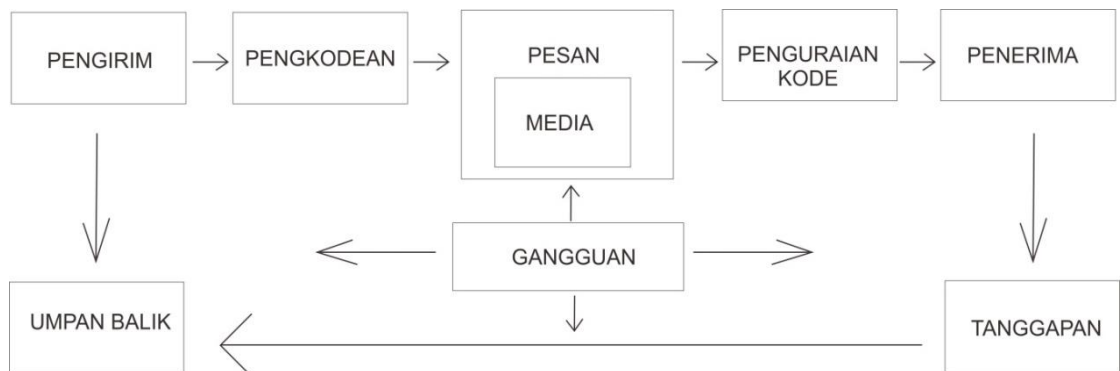 PENGIRIM
PENGKODEAN
PESAN
MEDIA
PENGURAIAN
KODE
PENERIMA
GANGGUAN
UMPAN BALIK
TANGGAPAN